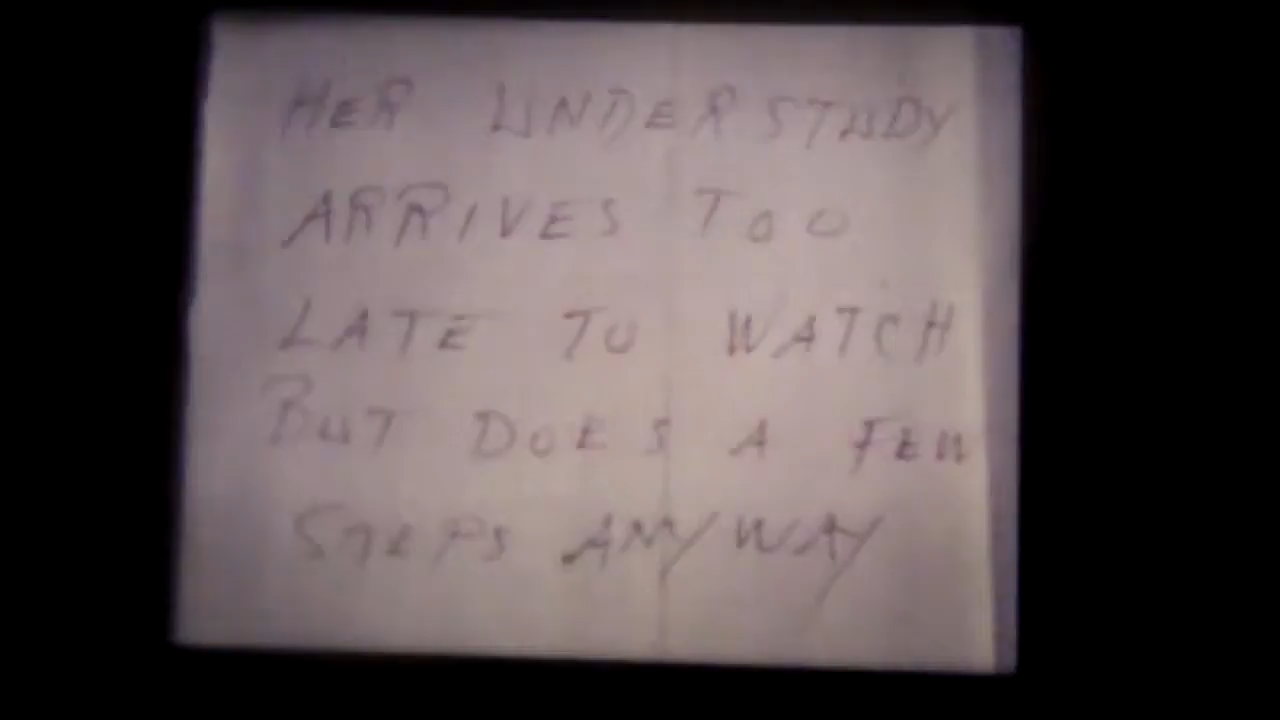 HER UNDERSTUDY
ARRIVES TOO
LATE TO WATCH
BUT DOES A FEW
STEPS ANYWAY